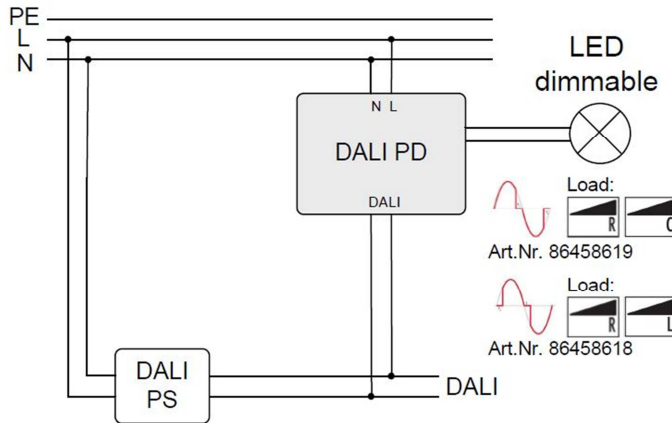 PE
L
N
LED
dimmable
N L
DALI PD
DALI
Load:
R
C
Art.Nr. 86458619
Load:
R
L
Art.Nr. 86458618
DALI
PS
DALI